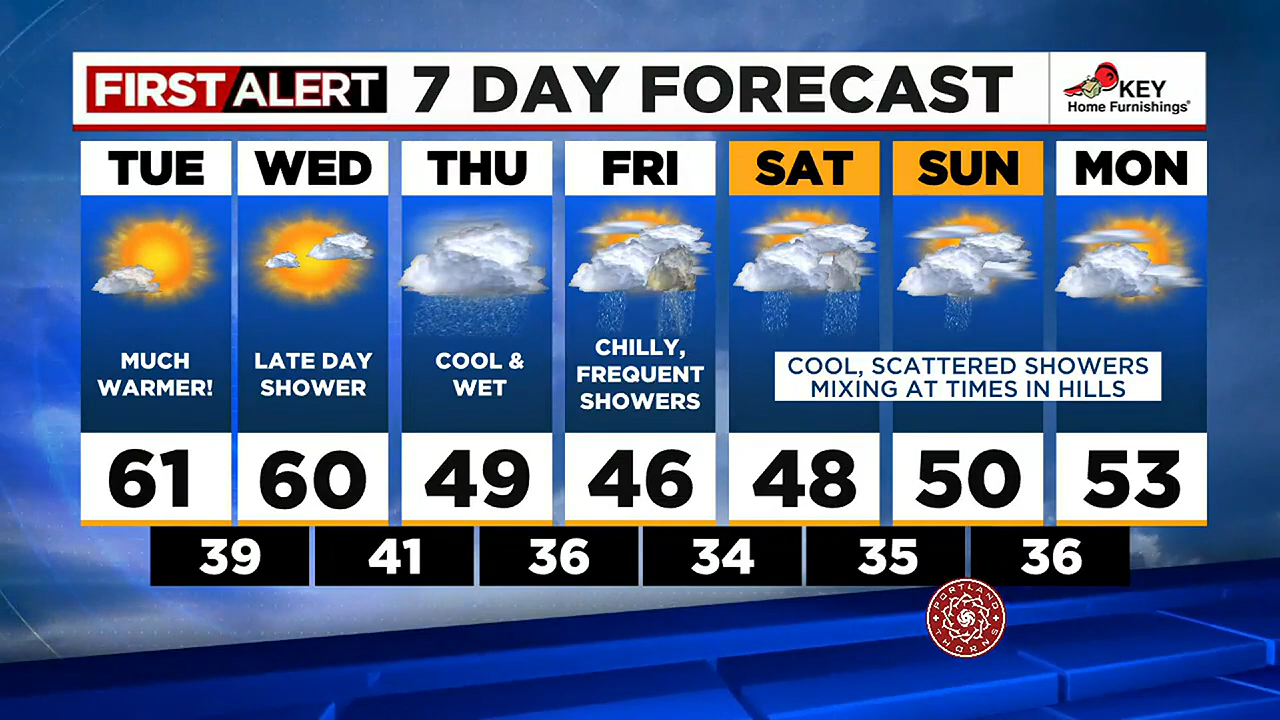 FIRST ALERT 7 DAY FORECAST
KEY
Home Furnishings®
TUE WED THU FRI SAT SUN MON
MUCH
WARMER!
LATE DAY
SHOWER
COOL &
WET
CHILLY,
FREQUENT
SHOWERS
COOL, SCATTERED SHOWERS
MIXING AT TIMES IN HILLS
61 60 49 46 48 50 53
39 41 36 34 35 36
PORTLAND
THORNS